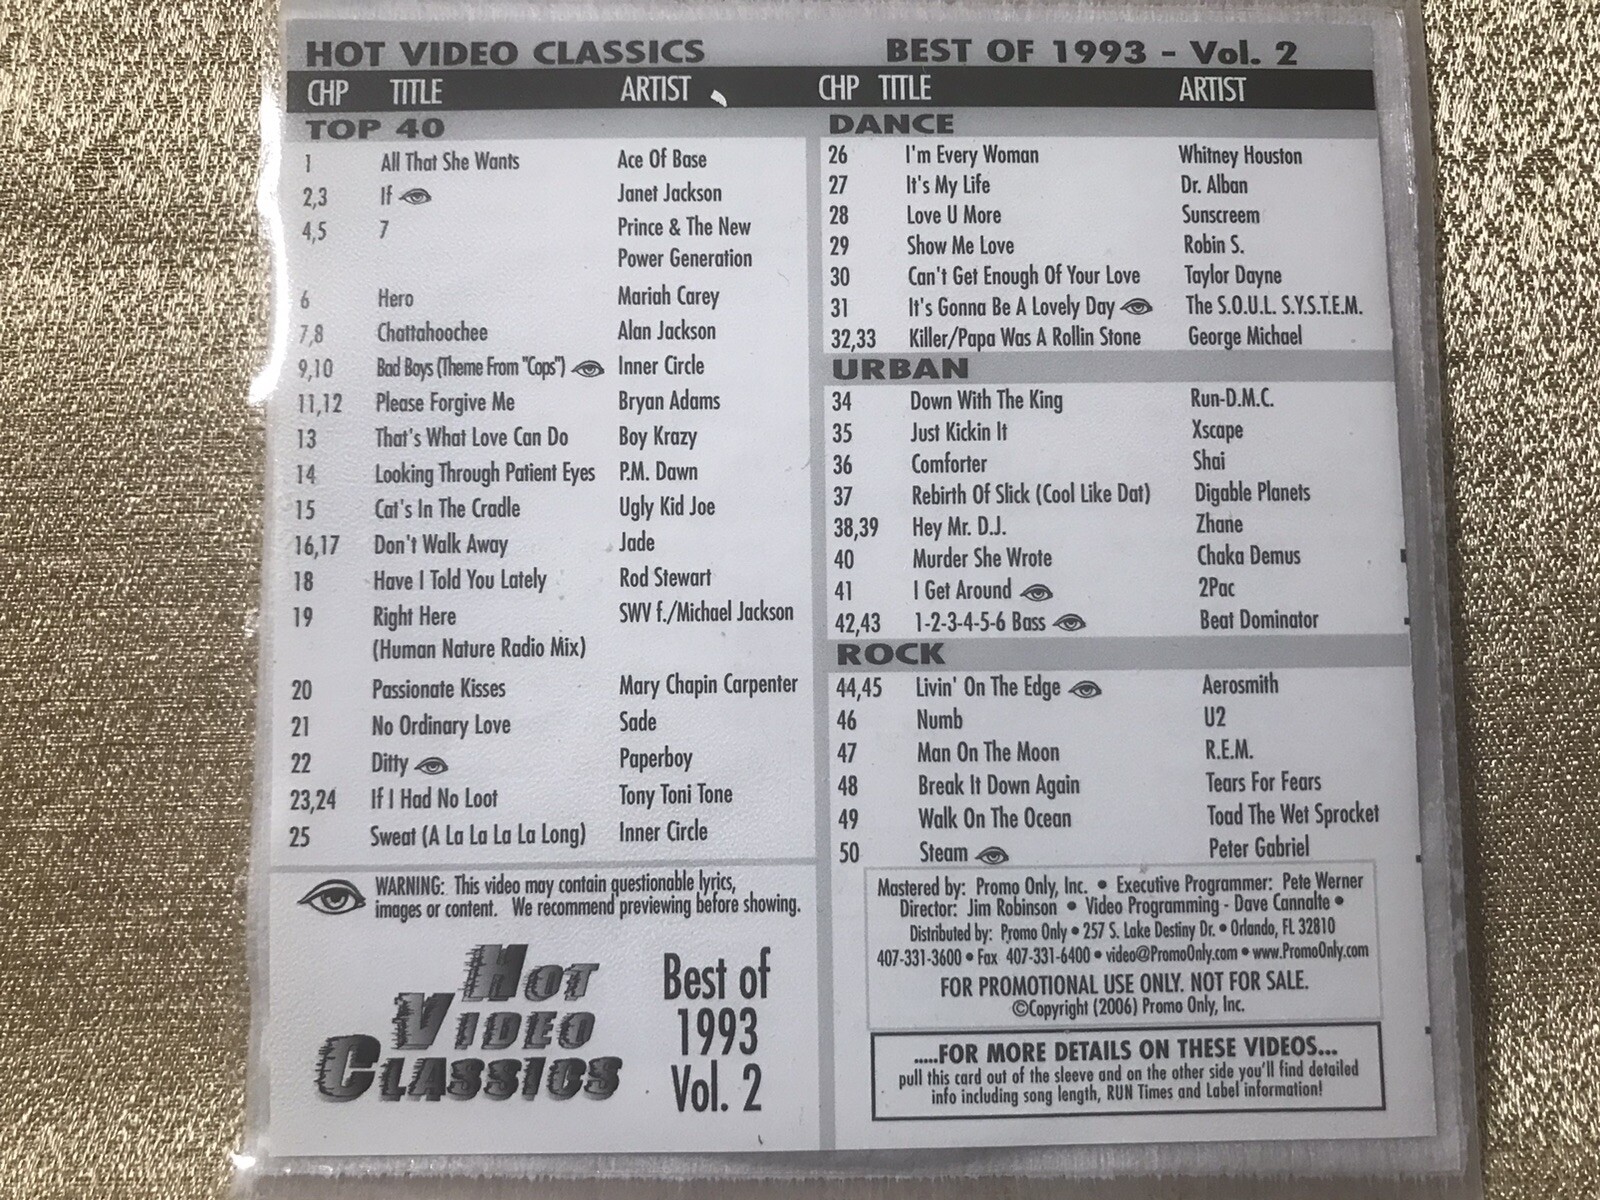 HOT VIDEO CLASSICS BEST OF 1993 - Vol. 2
CHP TITLE ARTIST CHP TITLE ARTIST
TOP 40
1 All That She Wants Ace Of Base
2,3 If Janet Jackson
4,5 7 Prince & The New
Power Generation
6 Hero Mariah Carey
7,8 Chattahoochee Alan Jackson
9,10 Bad Boys (Theme From "Cops") Inner Circle
11,12 Please Forgive Me Bryan Adams
13 That's What Love Can Do Boy Krazy
14 Looking Through Patient Eyes P.M. Dawn
15 Cat's In The Cradle Ugly Kid Joe
16,17 Don't Walk Away Jade
18 Have I Told You Lately Rod Stewart
19 Right Here SWV f./Michael Jackson
(Human Nature Radio Mix)
20 Passionate Kisses Mary Chapin Carpenter
21 No Ordinary Love Sade
22 Ditty Paperboy
23,24 If I Had No Loot Tony Toni Tone
25 Sweat (A La La La La Long) Inner Circle
WARNING: This video may contain questionable lyrics,
images or content. We recommend previewing before showing.
HOT
VIDEO
CLASSICS
Best of
1993
Vol. 2
DANCE
26 I'm Every Woman Whitney Houston
27 It's My Life Dr. Alban
28 Love U More Sunscreem
29 Show Me Love Robin S.
30 Can't Get Enough Of Your Love Taylor Dayne
31 It's Gonna Be A Lovely Day The S.O.U.L. S.Y.S.T.E.M.
32,33 Killer/Papa Was A Rollin Stone George Michael
URBAN
34 Down With The King Run-D.M.C.
35 Just Kickin It Xscape
36 Comforter Shai
37 Rebirth Of Slick (Cool Like Dat) Digable Planets
38,39 Hey Mr. D.J. Zhane
40 Murder She Wrote Chaka Demus
41 I Get Around 2Pac
42,43 1-2-3-4-5-6 Bass Beat Dominator
ROCK
44,45 Livin' On The Edge Aerosmith
46 Numb U2
47 Man On The Moon R.E.M.
48 Break It Down Again Tears For Fears
49 Walk On The Ocean Toad The Wet Sprocket
50 Steam Peter Gabriel
Mastered by: Promo Only, Inc. • Executive Programmer: Pete Werner
Director: Jim Robinson • Video Programming - Dave Cannalte •
Distributed by: Promo Only • 257 S. Lake Destiny Dr. • Orlando, FL 32810
407-331-3600 • Fax 407-331-6400 • video@PromoOnly.com • www.PromoOnly.com
FOR PROMOTIONAL USE ONLY. NOT FOR SALE.
©Copyright (2006) Promo Only, Inc.
.....FOR MORE DETAILS ON THESE VIDEOS...
pull this card out of the sleeve and on the other side you'll find detailed
info including song length, RUN Times and Label information!